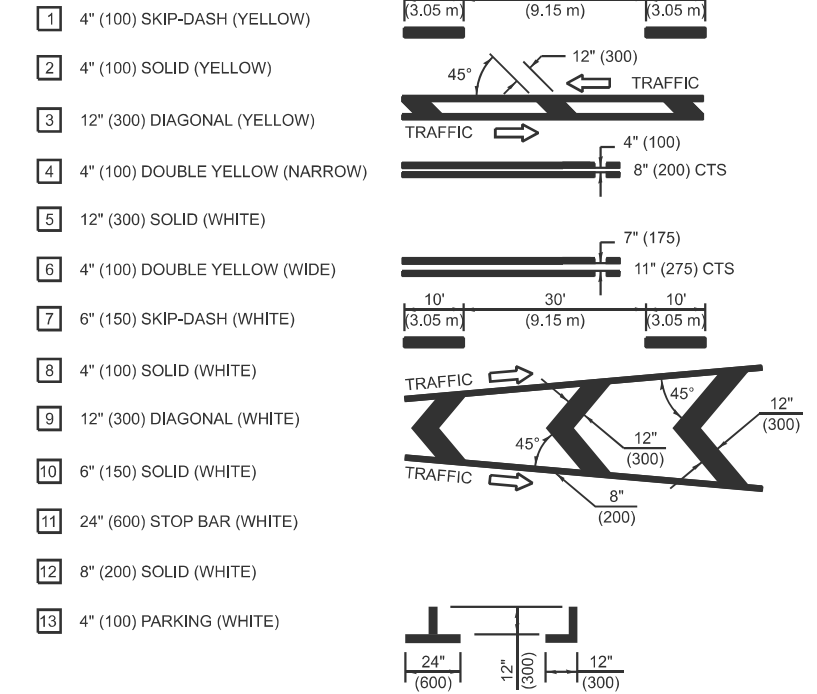 (3.05 m) (9.15 m) (3.05 m)
1 4" (100) SKIP-DASH (YELLOW)
12" (300)
2 4" (100) SOLID (YELLOW)
45°
TRAFFIC
3 12" (300) DIAGONAL (YELLOW)
TRAFFIC
4" (100)
4 4" (100) DOUBLE YELLOW (NARROW)
8" (200) CTS
5 12" (300) SOLID (WHITE)
7" (175)
6 4" (100) DOUBLE YELLOW (WIDE)
11" (275) CTS
10' 30' 10'
7 6" (150) SKIP-DASH (WHITE)
(3.05 m) (9.15 m) (3.05 m)
8 4" (100) SOLID (WHITE)
TRAFFIC
45°
12"
(300)
9 12" (300) DIAGONAL (WHITE)
45°
12"
(300)
10 6" (150) SOLID (WHITE)
TRAFFIC
8"
(200)
11 24" (600) STOP BAR (WHITE)
12 8" (200) SOLID (WHITE)
13 4" (100) PARKING (WHITE)
24"
(600)
12"
(300)
12"
(300)